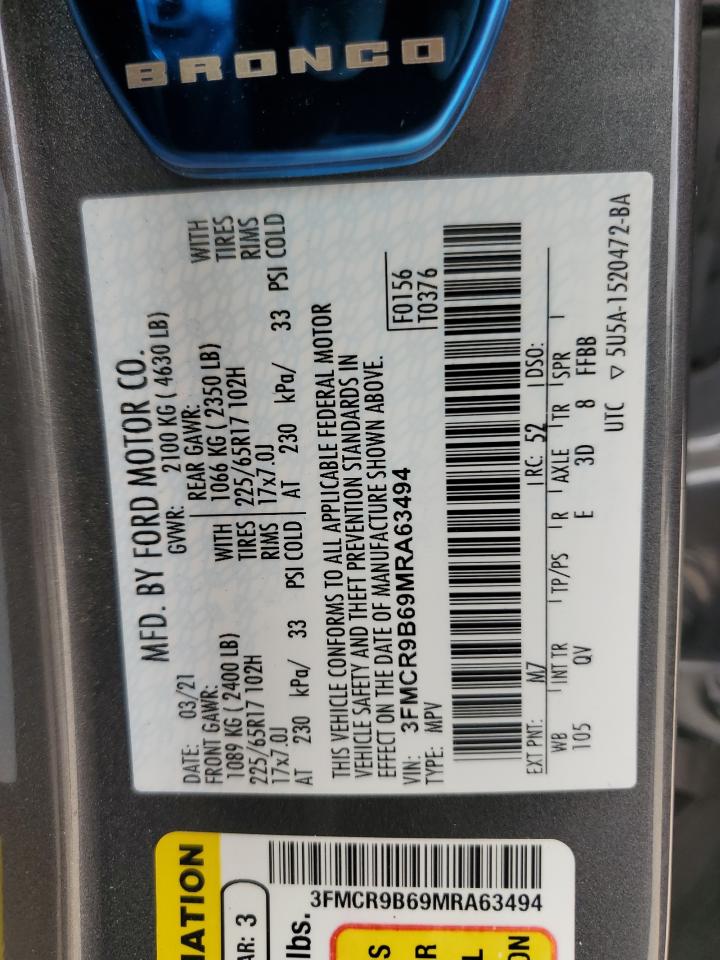 BRONCO
MFD. BY FORD MOTOR CO.
DATE: 03/21 GVWR: 2100 KG ( 4630 LB)
FRONT GAWR: REAR GAWR:
1089 KG ( 2400 LB) WITH 1066 KG ( 2350 LB) WITH
225/65R17 102H TIRES 225/65R17 102H TIRES
17x7.0J RIMS 17x7.0J RIMS
AT 230 kPa/ 33 PSI COLD AT 230 kPa/ 33 PSI COLD
THIS VEHICLE CONFORMS TO ALL APPLICABLE FEDERAL MOTOR
VEHICLE SAFETY AND THEFT PREVENTION STANDARDS IN
EFFECT ON THE DATE OF MANUFACTURE SHOWN ABOVE.
VIN: 3FMCR9B69MRA63494
TYPE: MPV
F0156
T0376
EXT PNT: M7 RC: 52 DSO:
WB INT TR TP/PS R AXLE TR SPR
105 QV E 3D 8 FFBB
UTC ▽ 5U5A-1520472-BA
MATION
AR: 3
lbs.
3FMCR9B69MRA63494
S
R
L
ON